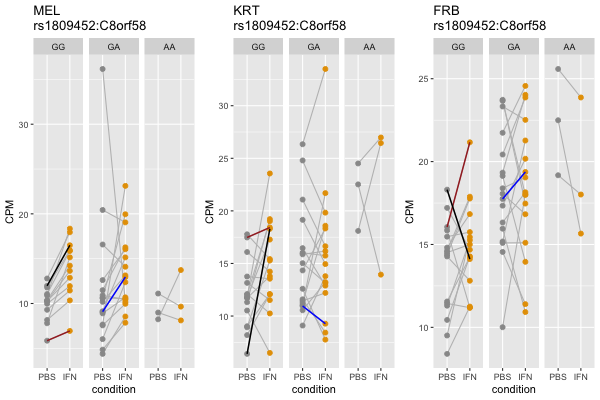 MEL
rs1809452:C8orf58
GG GA AA
CPM
30
20
10
PBS IFN PBS IFN PBS IFN
condition
KRT
rs1809452:C8orf58
GG GA AA
CPM
30
25
20
15
10
PBS IFN PBS IFN PBS IFN
condition
FRB
rs1809452:C8orf58
GG GA AA
CPM
25
20
15
10
PBS IFN PBS IFN PBS IFN
condition